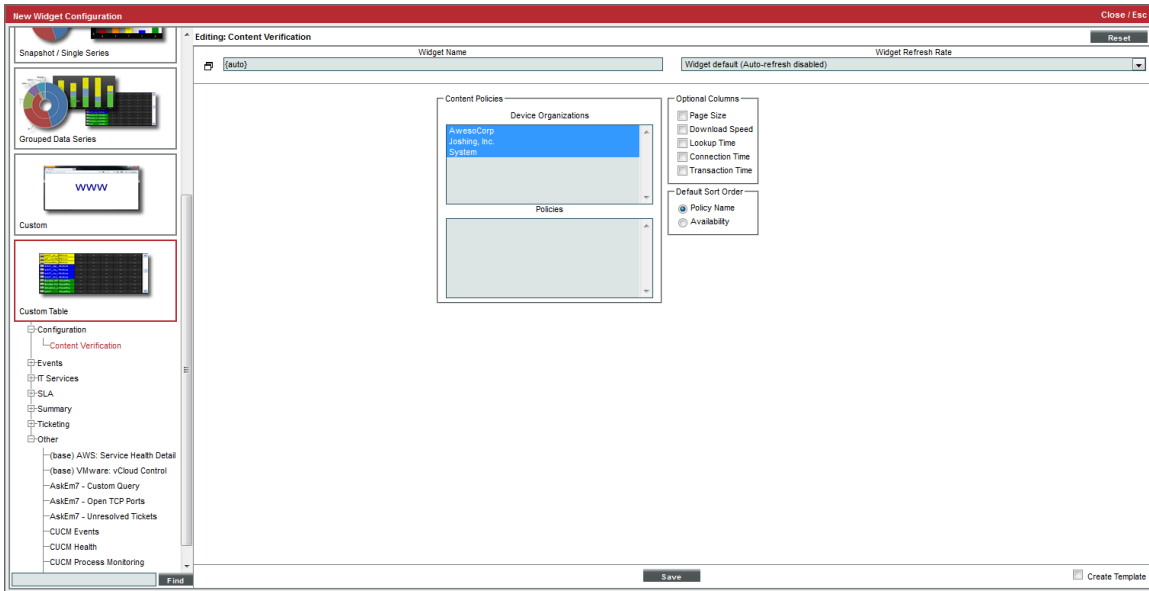 New Widget Configuration
Close / Esc
Snapshot / Single Series
Grouped Data Series
www
Custom
Custom Table
Configuration
Content Verification
Events
IT Services
SLA
Summary
Ticketing
Other
(base) AWS: Service Health Detail
(base) VMware: vCloud Control
AskEm7 - Custom Query
AskEm7 - Open TCP Ports
AskEm7 - Unresolved Tickets
CUCM Events
CUCM Health
CUCM Process Monitoring
Find
Editing: Content Verification
Reset
Widget Name
Widget Refresh Rate
{auto}
Widget default (Auto-refresh disabled)
Content Policies
Device Organizations
AwesoCorp
Joshing, Inc.
System
Policies
Optional Columns
Page Size
Download Speed
Lookup Time
Connection Time
Transaction Time
Default Sort Order
Policy Name
Availability
Save
Create Template